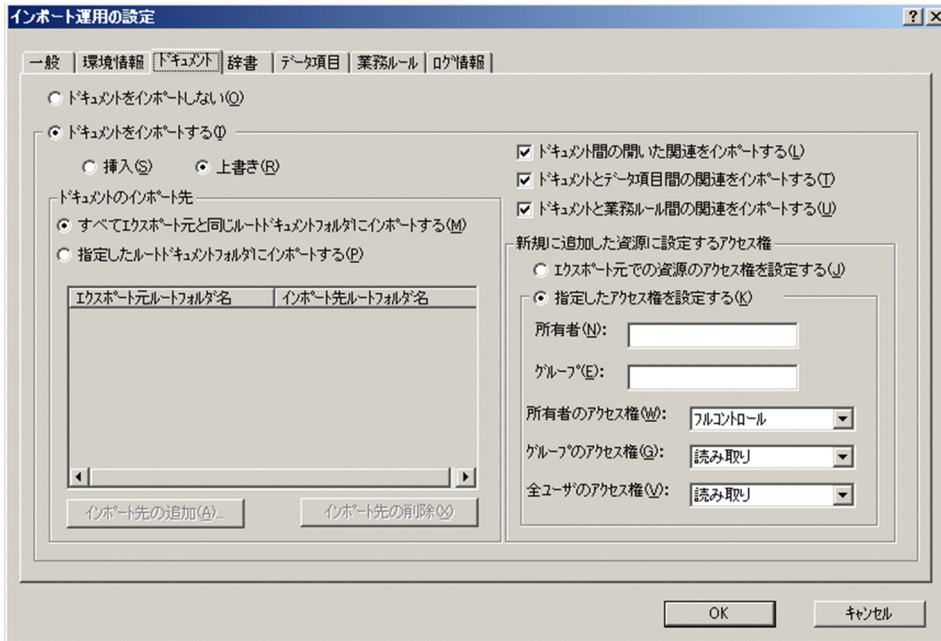 インポート運用の設定
一般 環境情報 ドキュメント 辞書 データ項目 業務ルール ログ情報
ドキュメントをインポートしない(O)
ドキュメントをインポートする(I)
挿入(S) 上書き(R)
ドキュメントのインポート先
すべてエクスポート元と同じルートドキュメントフォルダにインポートする(M)
指定したルートドキュメントフォルダにインポートする(P)
エクスポート元ルートフォルダ名 インポート先ルートフォルダ名
インポート先の追加(A)... インポート先の削除(X)
ドキュメント間の開いた関連をインポートする(L)
ドキュメントとデータ項目間の関連をインポートする(T)
ドキュメントと業務ルール間の関連をインポートする(U)
新規に追加した資源に設定するアクセス権
エクスポート元での資源のアクセス権を設定する(J)
指定したアクセス権を設定する(K)
所有者(N):
グループ(E):
所有者のアクセス権(W): フルコントロール
グループのアクセス権(G): 読み取り
全ユーザのアクセス権(V): 読み取り
OK キャンセル